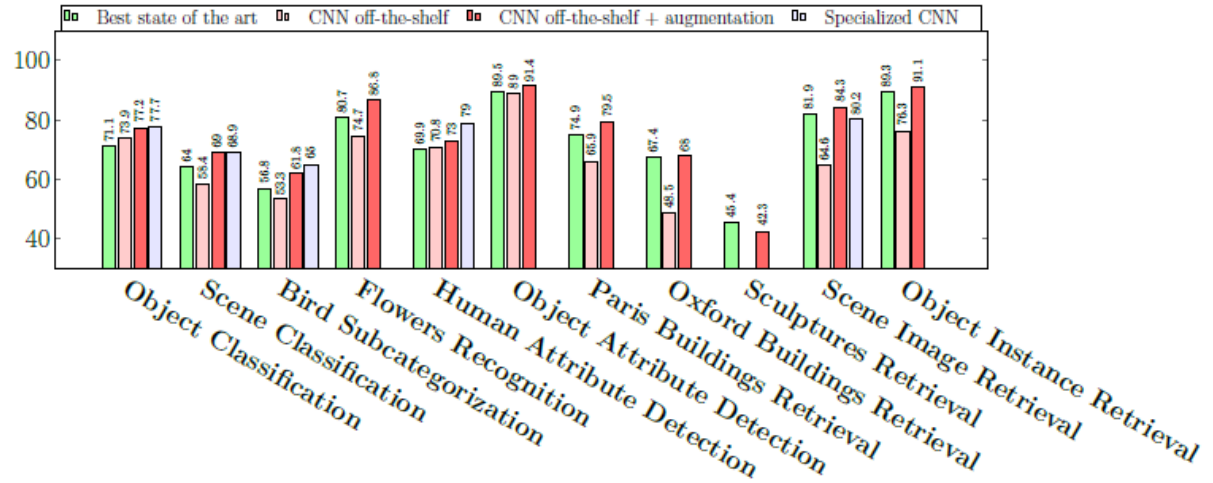 Best state of the art CNN off-the-shelf CNN off-the-shelf + augmentation Specialized CNN
100
80
60
40
71.1 73.9 77.2 77.7
64 58.4 69 68.9
56.8 53.3 61.8 65
80.7 74.7 86.8
69.9 70.8 73 79
89.5 89 91.4
74.9 65.9 79.5
67.4 48.5 68
45.4 42.3
81.9 64.6 84.3 80.2
89.3 76.3 91.1
Object Classification
Scene Classification
Bird Subcategorization
Flowers Recognition
Human Attribute Detection
Object Attribute Detection
Paris Buildings Retrieval
Oxford Buildings Retrieval
Sculptures Retrieval
Scene Image Retrieval
Object Instance Retrieval